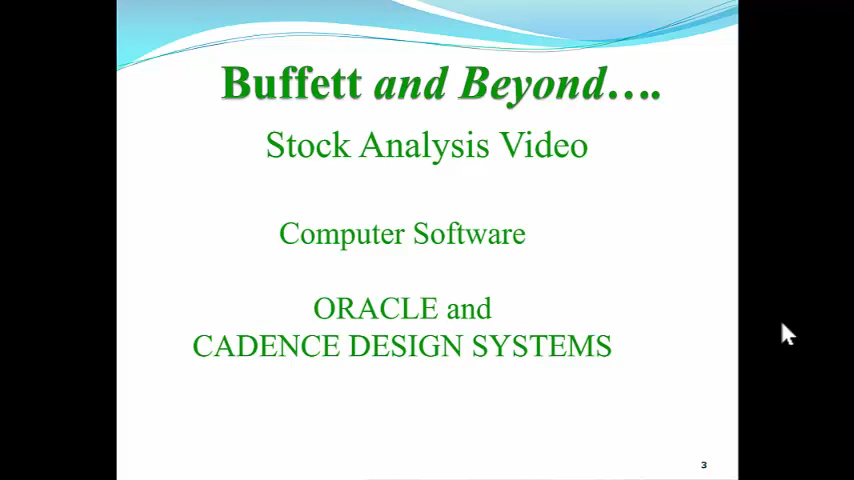 Buffett and Beyond....
Stock Analysis Video
Computer Software
ORACLE and
CADENCE DESIGN SYSTEMS
3